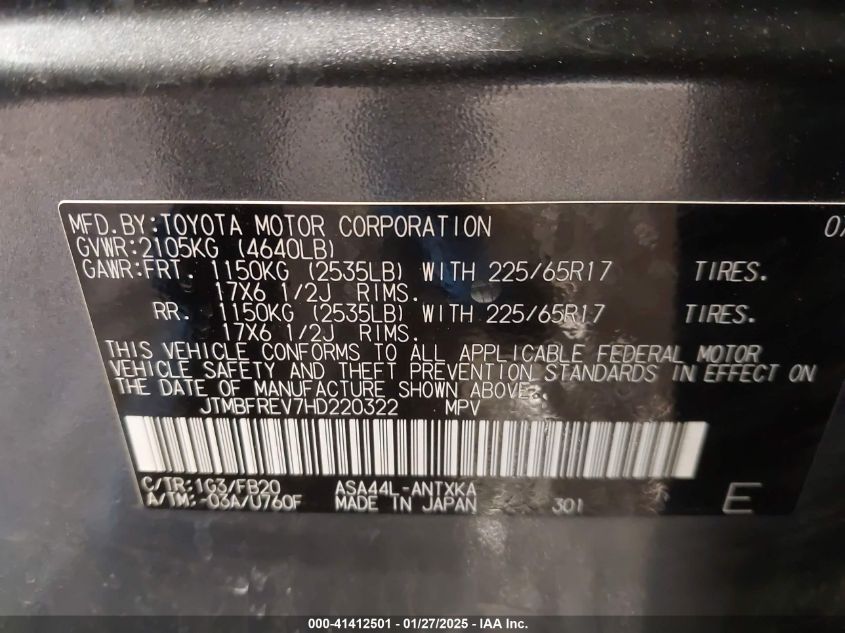 MFD.BY:TOYOTA MOTOR CORPORATION 07
GVWR:2105KG (4640LB)
GAWR:FRT. 1150KG (2535LB) WITH 225/65R17 TIRES.
17X6 1/2J RIMS.
RR. 1150KG (2535LB) WITH 225/65R17 TIRES.
17X6 1/2J RIMS.
THIS VEHICLE CONFORMS TO ALL APPLICABLE FEDERAL MOTOR
VEHICLE SAFETY AND THEFT PREVENTION STANDARDS IN EFFECT ON
THE DATE OF MANUFACTURE SHOWN ABOVE.
JTMBFREV7HD220322 MPV
C/TR:1G3/FB20 ASA44L-ANTXKA
A/TM:-03A/U760F MADE IN JAPAN 301 E
000-41412501 - 01/27/2025 - IAA Inc.